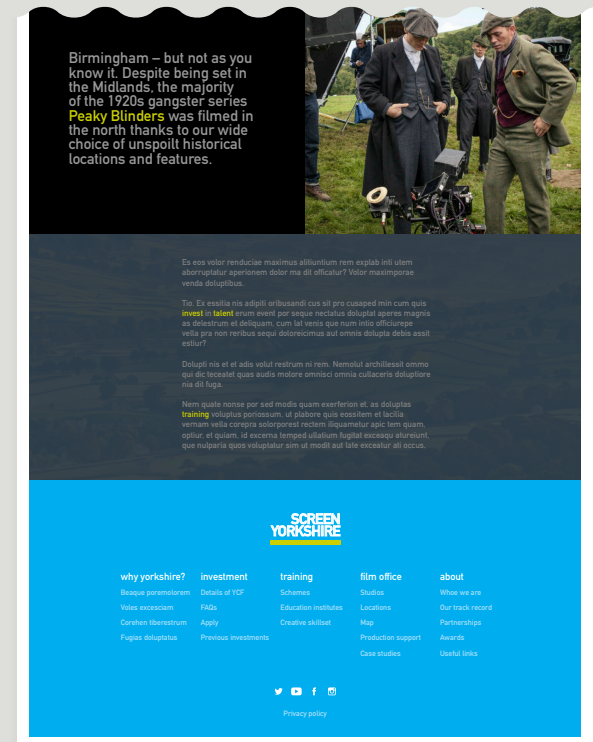 Birmingham – but not as you
know it. Despite being set in
the Midlands, the majority
of the 1920s gangster series
Peaky Blinders was filmed in
the north thanks to our wide
choice of unspoilt historical
locations and features.
Es eos volor renduciae maximus alitiuntium rem explab inti utem
aborruptatur aperionem dolor ma dit officatur? Volor maximporae
venda doluptibus.
Tio. Ex essitia nis adipiti oribusandi cus sit pro cusaped min cum quis
invest in talent erum event por seque nectatus doluptat aperes magnis
as delestrum et deliquam, cum lat venis que num intio officiurepe
vella pra non reribus sequi doloreicimus aut omnis dolupta debis assit
estiur?
Dolupti nis et et adis volut restrum ni rem. Nemolut archillessit ommo
qui dic teceatet quas audis molore omnisci omnia cullaceris doluptore
nia dit fuga.
Nem quate nonse por sed modis quam exerferion et, as doluptas
training voluptus poriossum, ut plabore quis eossitem et lacilia
vernam vella corepra solorporest rectem iliquametur apic tem quam,
optiur, et quiam, id excerna temped ullatium fugitat excesqu atureiunt,
que nulparia quos voluptatur sim ut modit aut late exceatur ati occus.
SCREEN
YORKSHIRE
why yorkshire? investment training film office about
Beaque poremolorem Details of YCF Schemes Studios Whoe we are
Voles excesciam FAQs Education institutes Locations Our track record
Corehen tiberestrum Apply Creative skillset Map Partnerships
Fugias doluptatus Previous investments Production support Awards
Case studies Useful links
Privacy policy